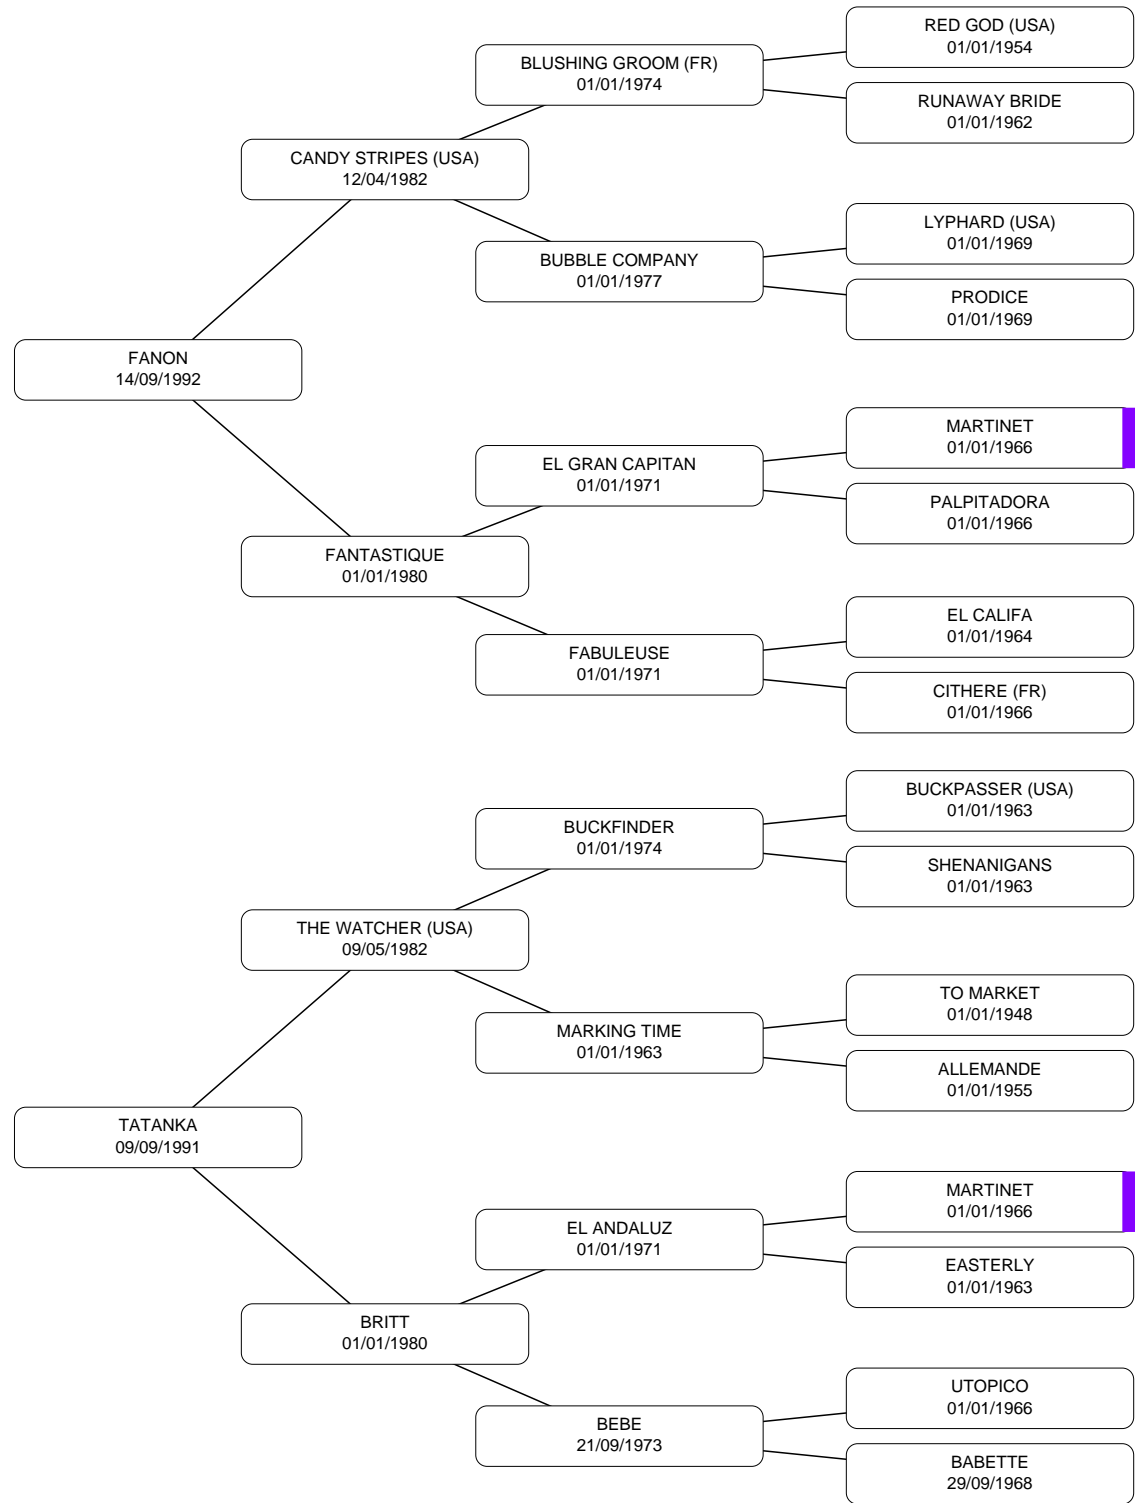 RED GOD (USA)
01/01/1954
BLUSHING GROOM (FR)
01/01/1974
RUNAWAY BRIDE
01/01/1962
CANDY STRIPES (USA)
12/04/1982
LYPHARD (USA)
01/01/1969
BUBBLE COMPANY
01/01/1977
PRODICE
01/01/1969
FANON
14/09/1992
MARTINET
01/01/1966
EL GRAN CAPITAN
01/01/1971
PALPITADORA
01/01/1966
FANTASTIQUE
01/01/1980
EL CALIFA
01/01/1964
FABULEUSE
01/01/1971
CITHERE (FR)
01/01/1966
BUCKPASSER (USA)
01/01/1963
BUCKFINDER
01/01/1974
SHENANIGANS
01/01/1963
THE WATCHER (USA)
09/05/1982
TO MARKET
01/01/1948
MARKING TIME
01/01/1963
ALLEMANDE
01/01/1955
TATANKA
09/09/1991
MARTINET
01/01/1966
EL ANDALUZ
01/01/1971
EASTERLY
01/01/1963
BRITT
01/01/1980
UTOPICO
01/01/1966
BEBE
21/09/1973
BABETTE
29/09/1968